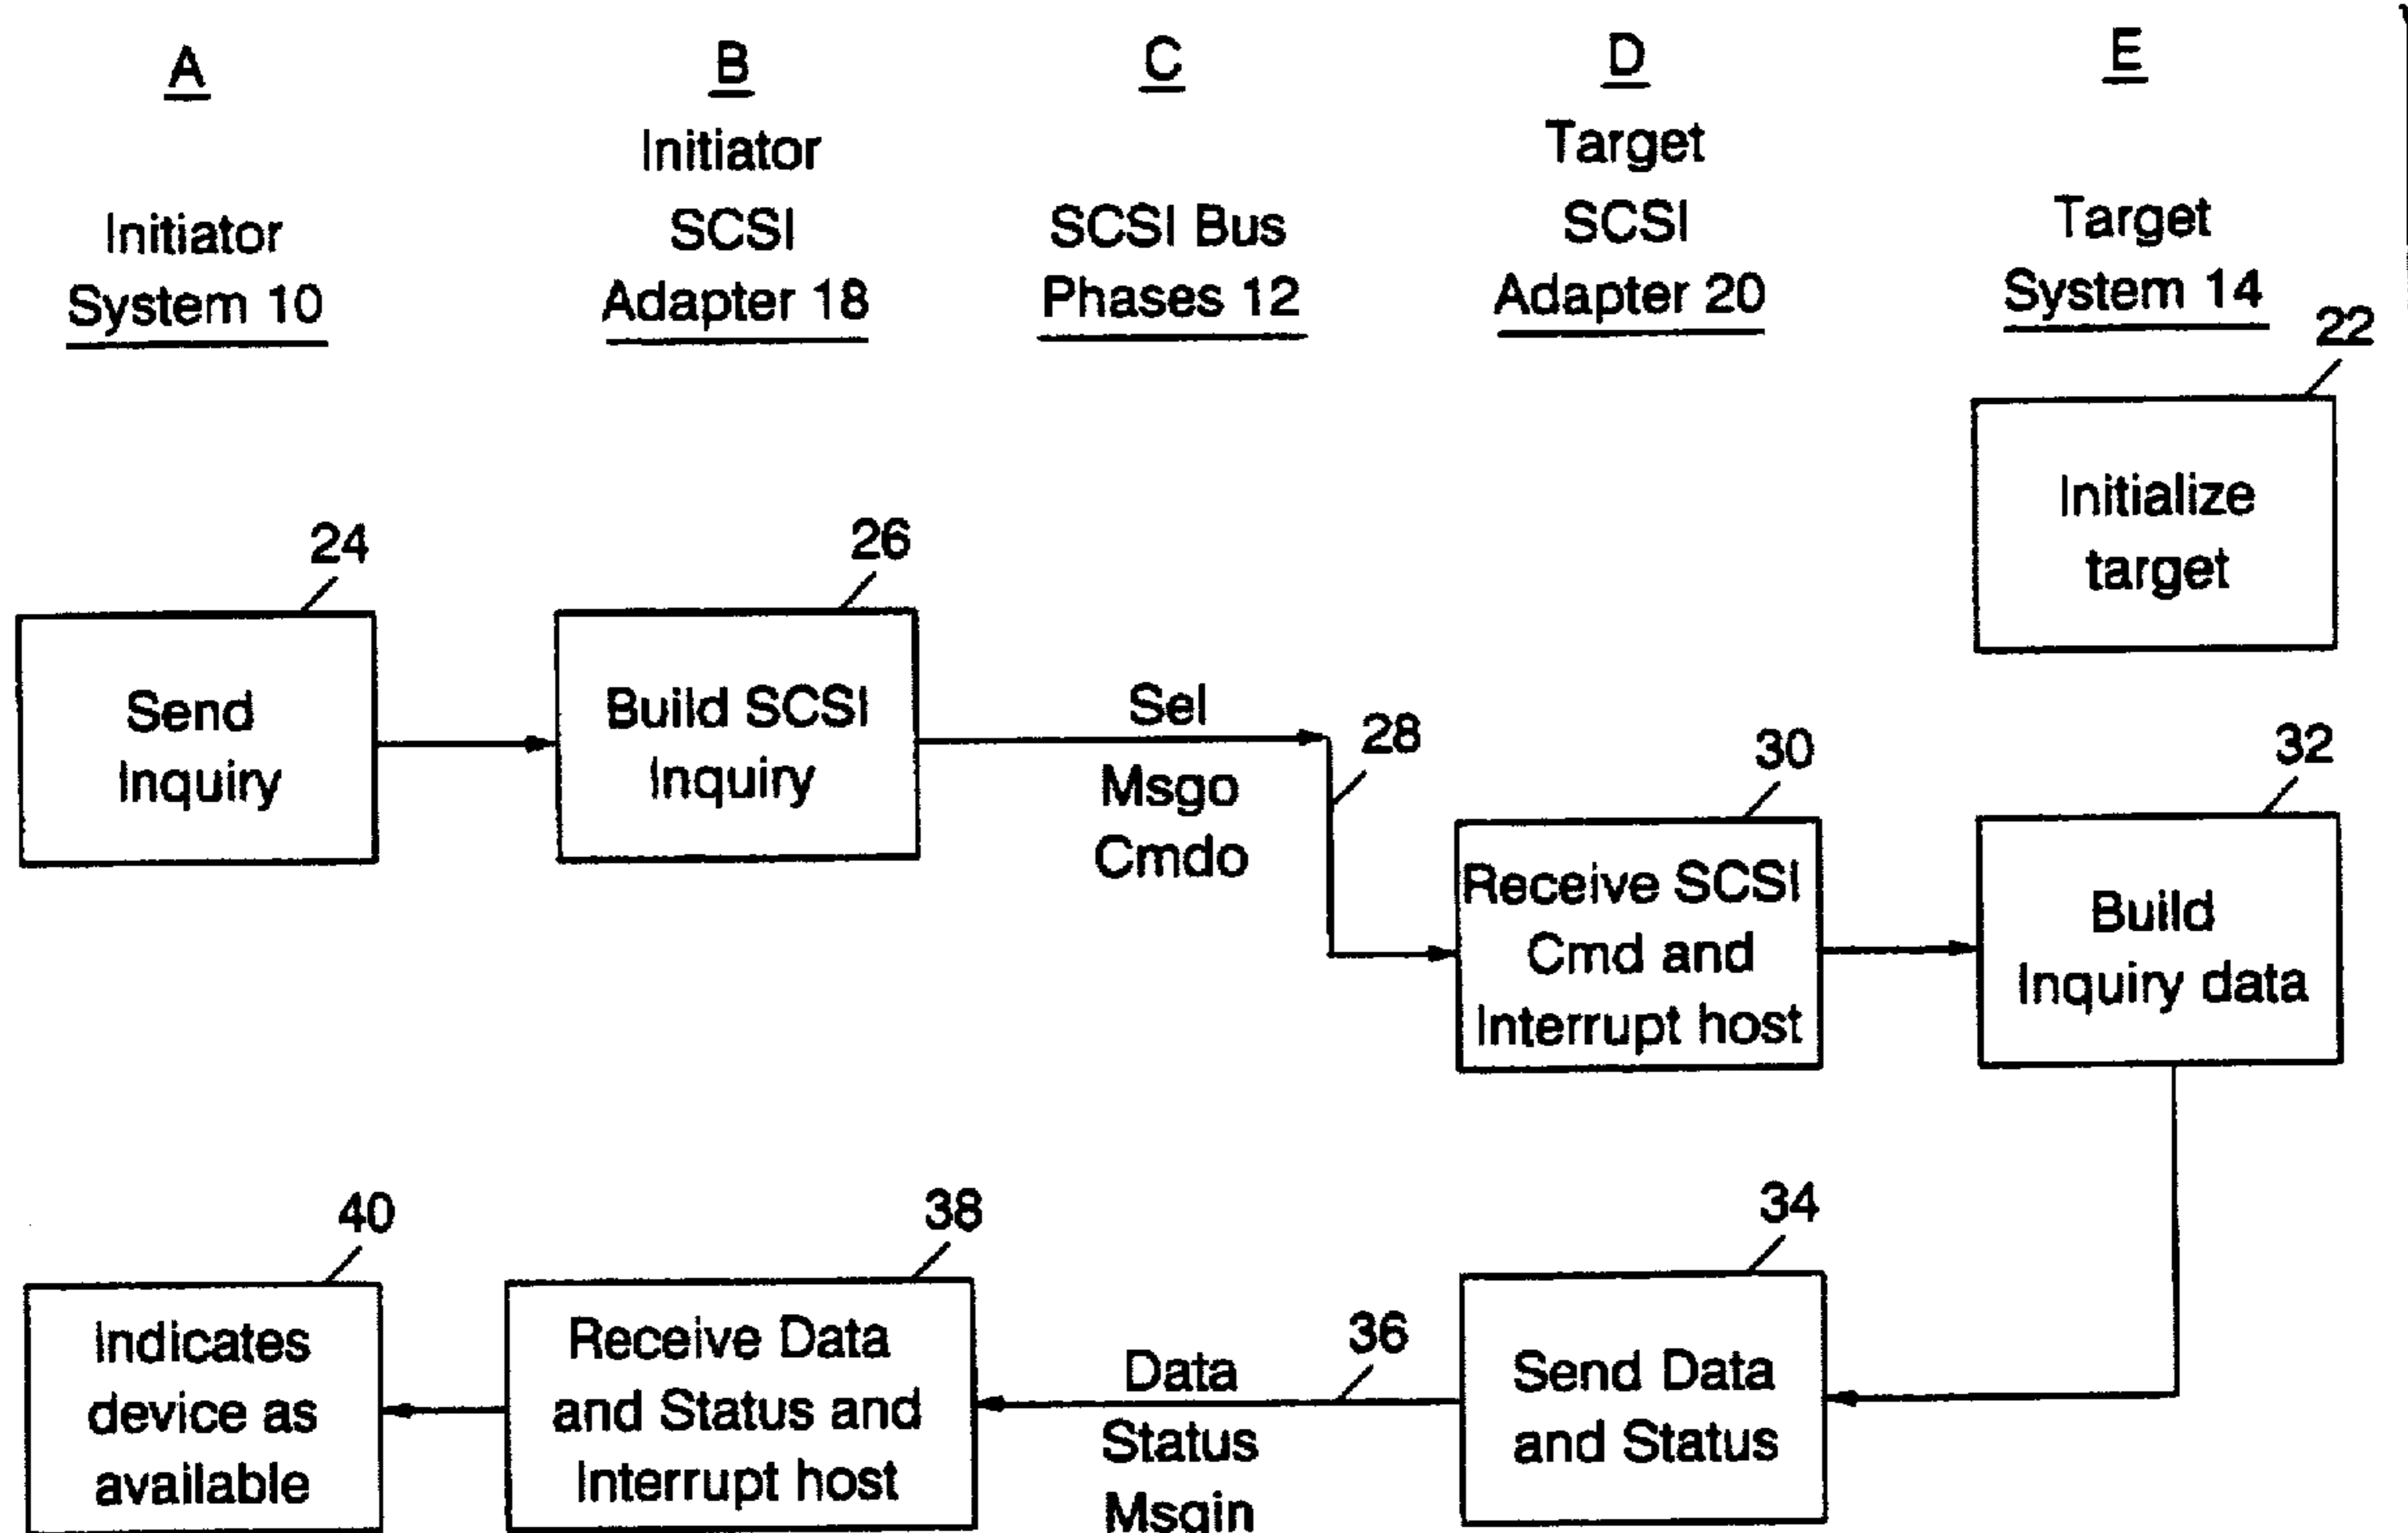 A
B
C
D
E
Initiator
System 10
Initiator
SCSI
Adapter 18
SCSI Bus
Phases 12
Target
SCSI
Adapter 20
Target
System 14
22
Initialize
target
24
Send
Inquiry
26
Build SCSI
Inquiry
Sel
Msgo
Cmdo
28
30
Receive SCSI
Cmd and
Interrupt host
32
Build
Inquiry data
34
Send Data
and Status
36
Data
Status
Msgin
38
Receive Data
and Status and
Interrupt host
40
Indicates
device as
available